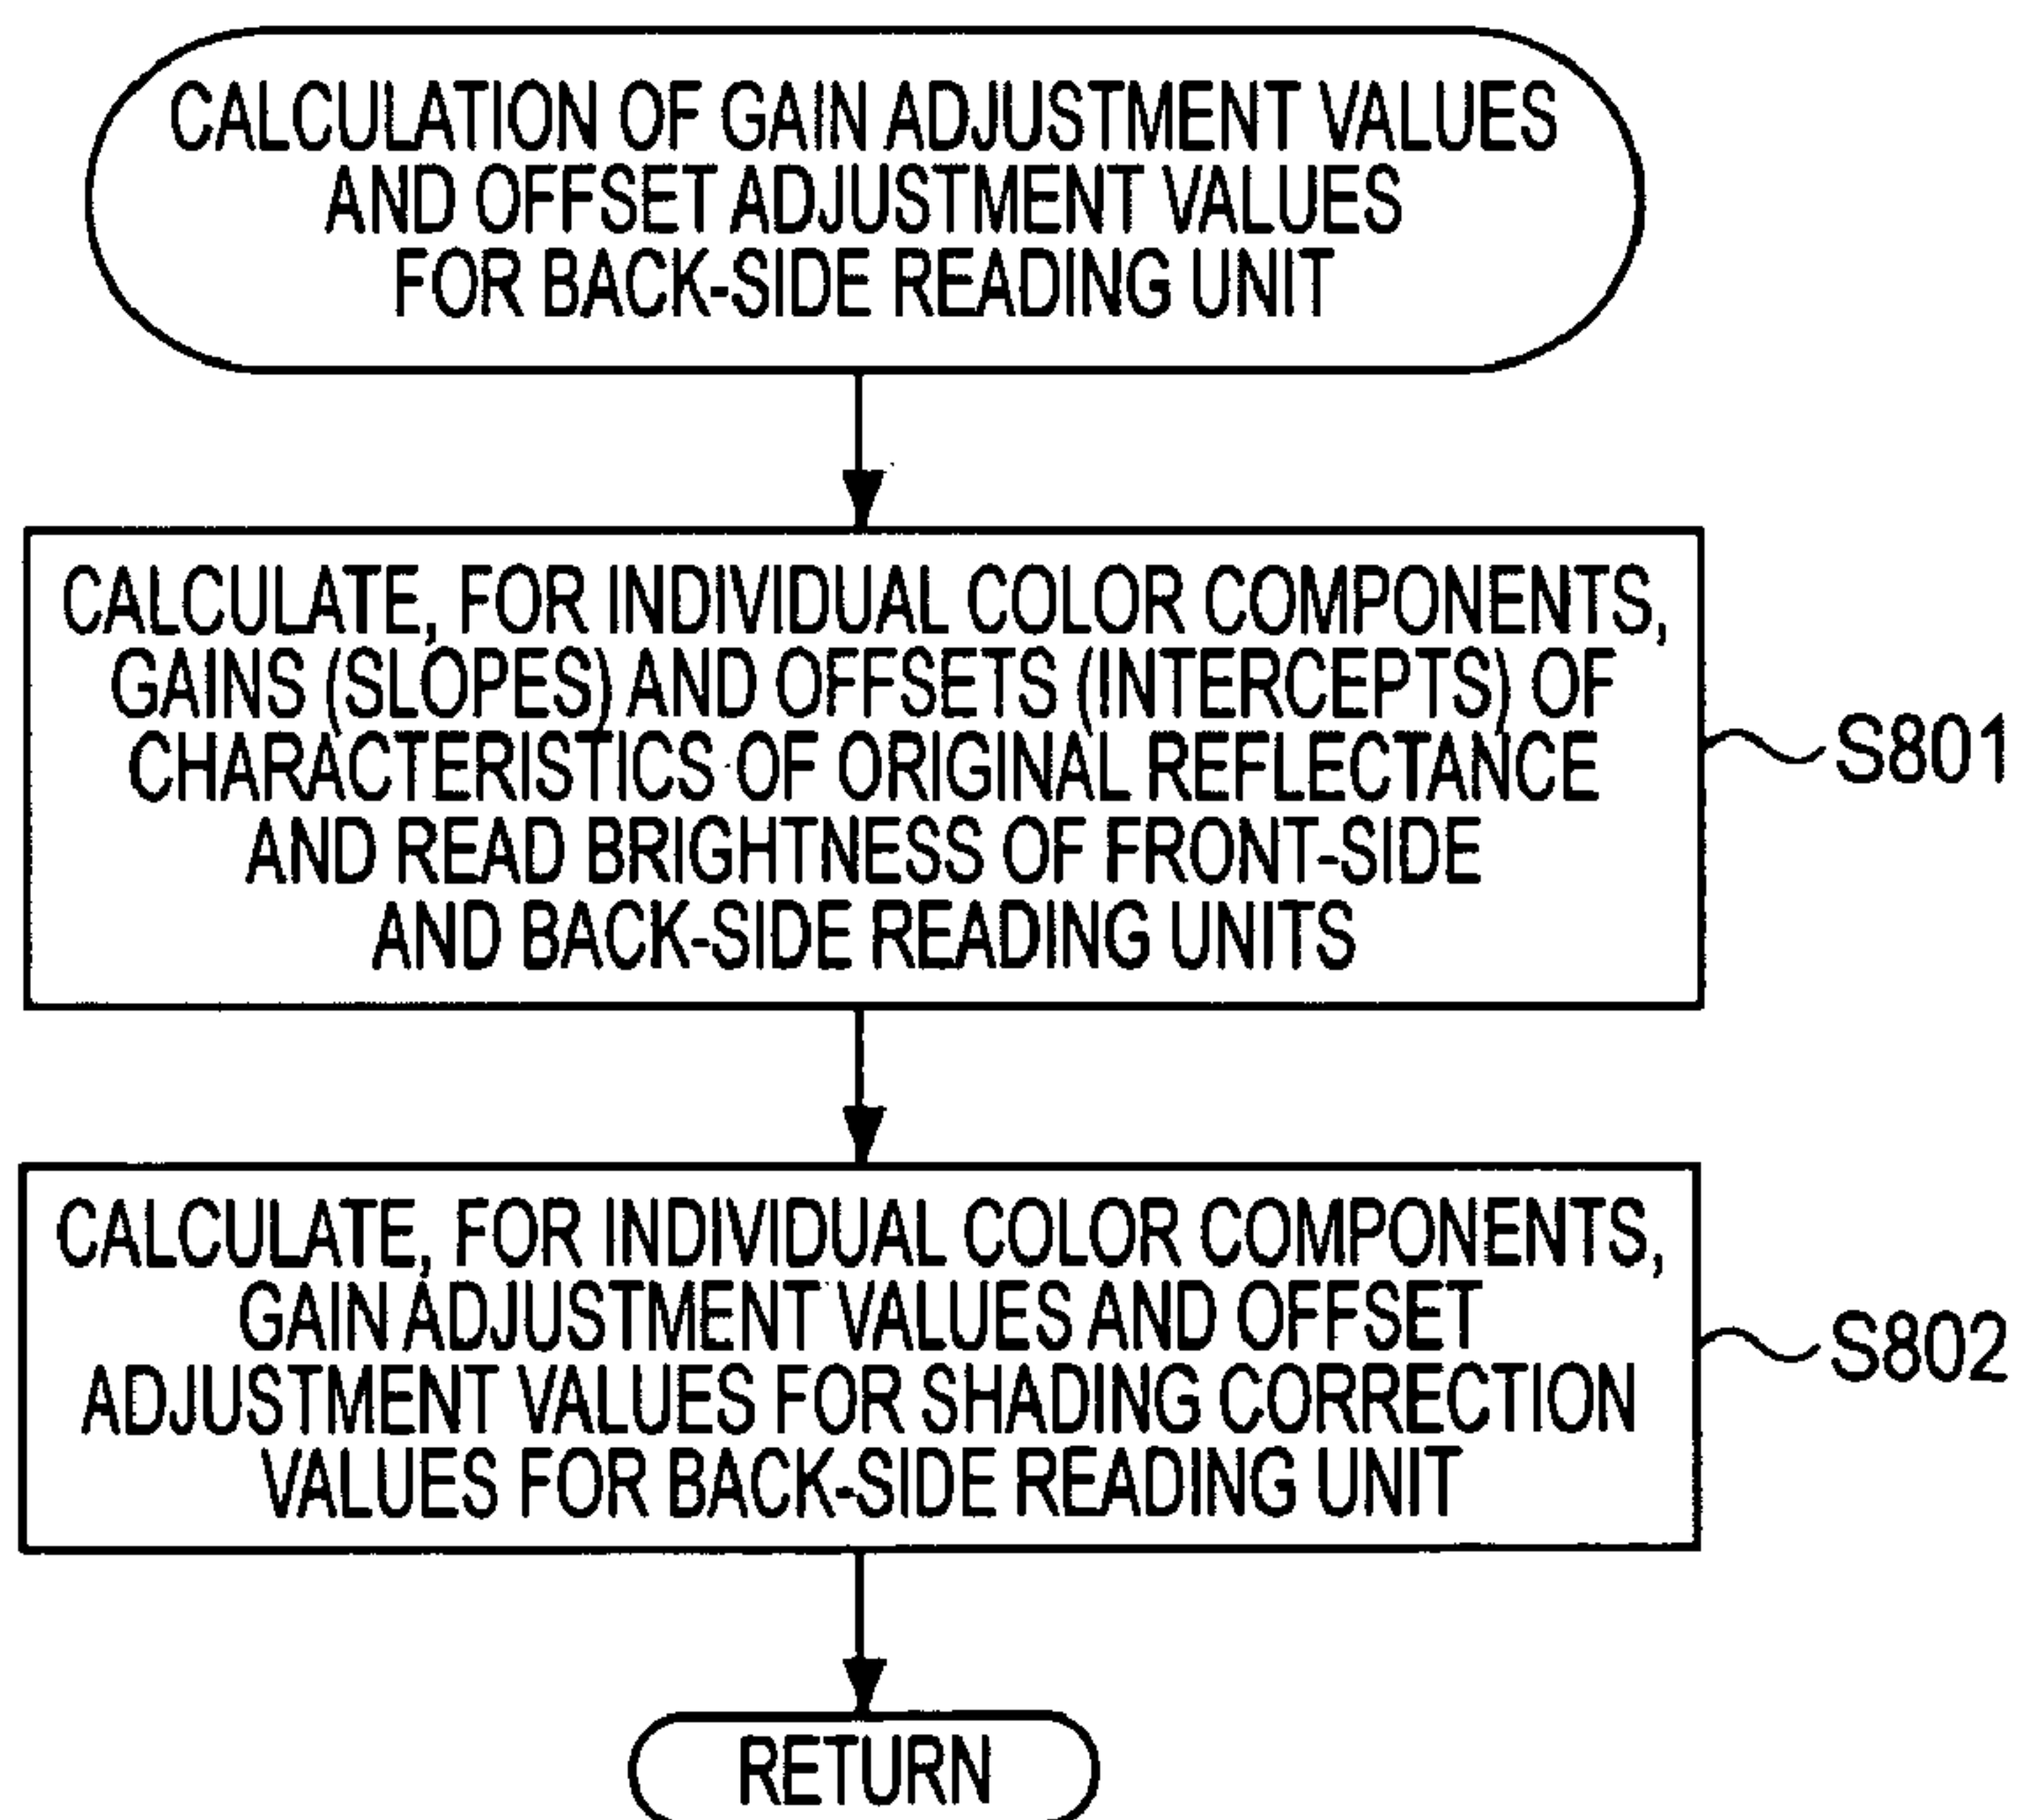 CALCULATION OF GAIN ADJUSTMENT VALUES
AND OFFSET ADJUSTMENT VALUES
FOR BACK-SIDE READING UNIT
CALCULATE, FOR INDIVIDUAL COLOR COMPONENTS,
GAINS (SLOPES) AND OFFSETS (INTERCEPTS) OF
CHARACTERISTICS OF ORIGINAL REFLECTANCE
AND READ BRIGHTNESS OF FRONT-SIDE
AND BACK-SIDE READING UNITS
S801
CALCULATE, FOR INDIVIDUAL COLOR COMPONENTS,
GAIN ADJUSTMENT VALUES AND OFFSET
ADJUSTMENT VALUES FOR SHADING CORRECTION
VALUES FOR BACK-SIDE READING UNIT
S802
RETURN